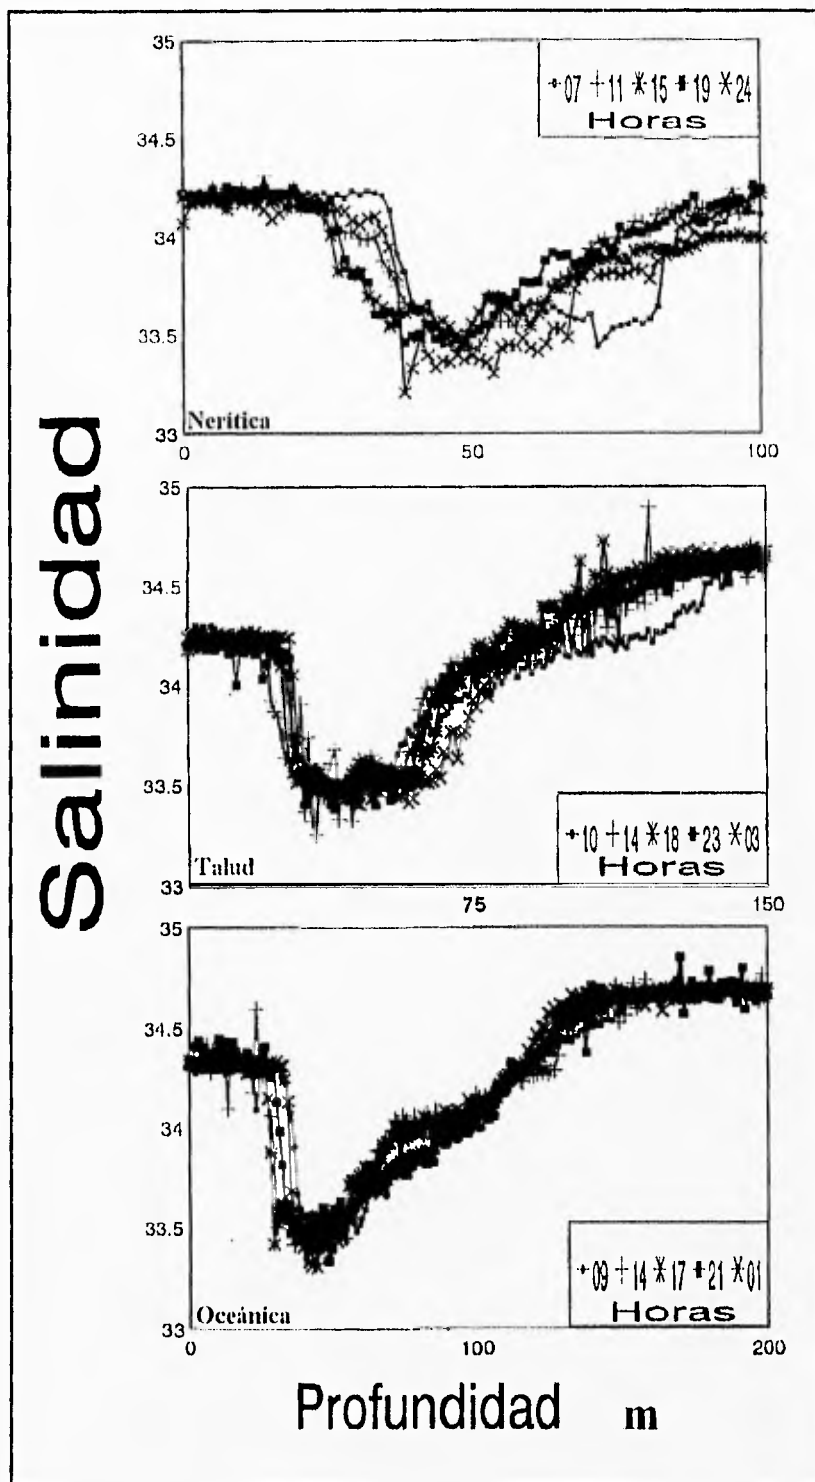 Salinidad
35
34.5
34
33.5
33
07 11 15 19 24
Horas
Nerítica
0 50 100
35
34.5
34
33.5
33
10 14 18 23 03
Horas
Talud
75 150
35
34.5
34
33.5
33
09 14 17 21 01
Horas
Oceánica
0 100 200
Profundidad m